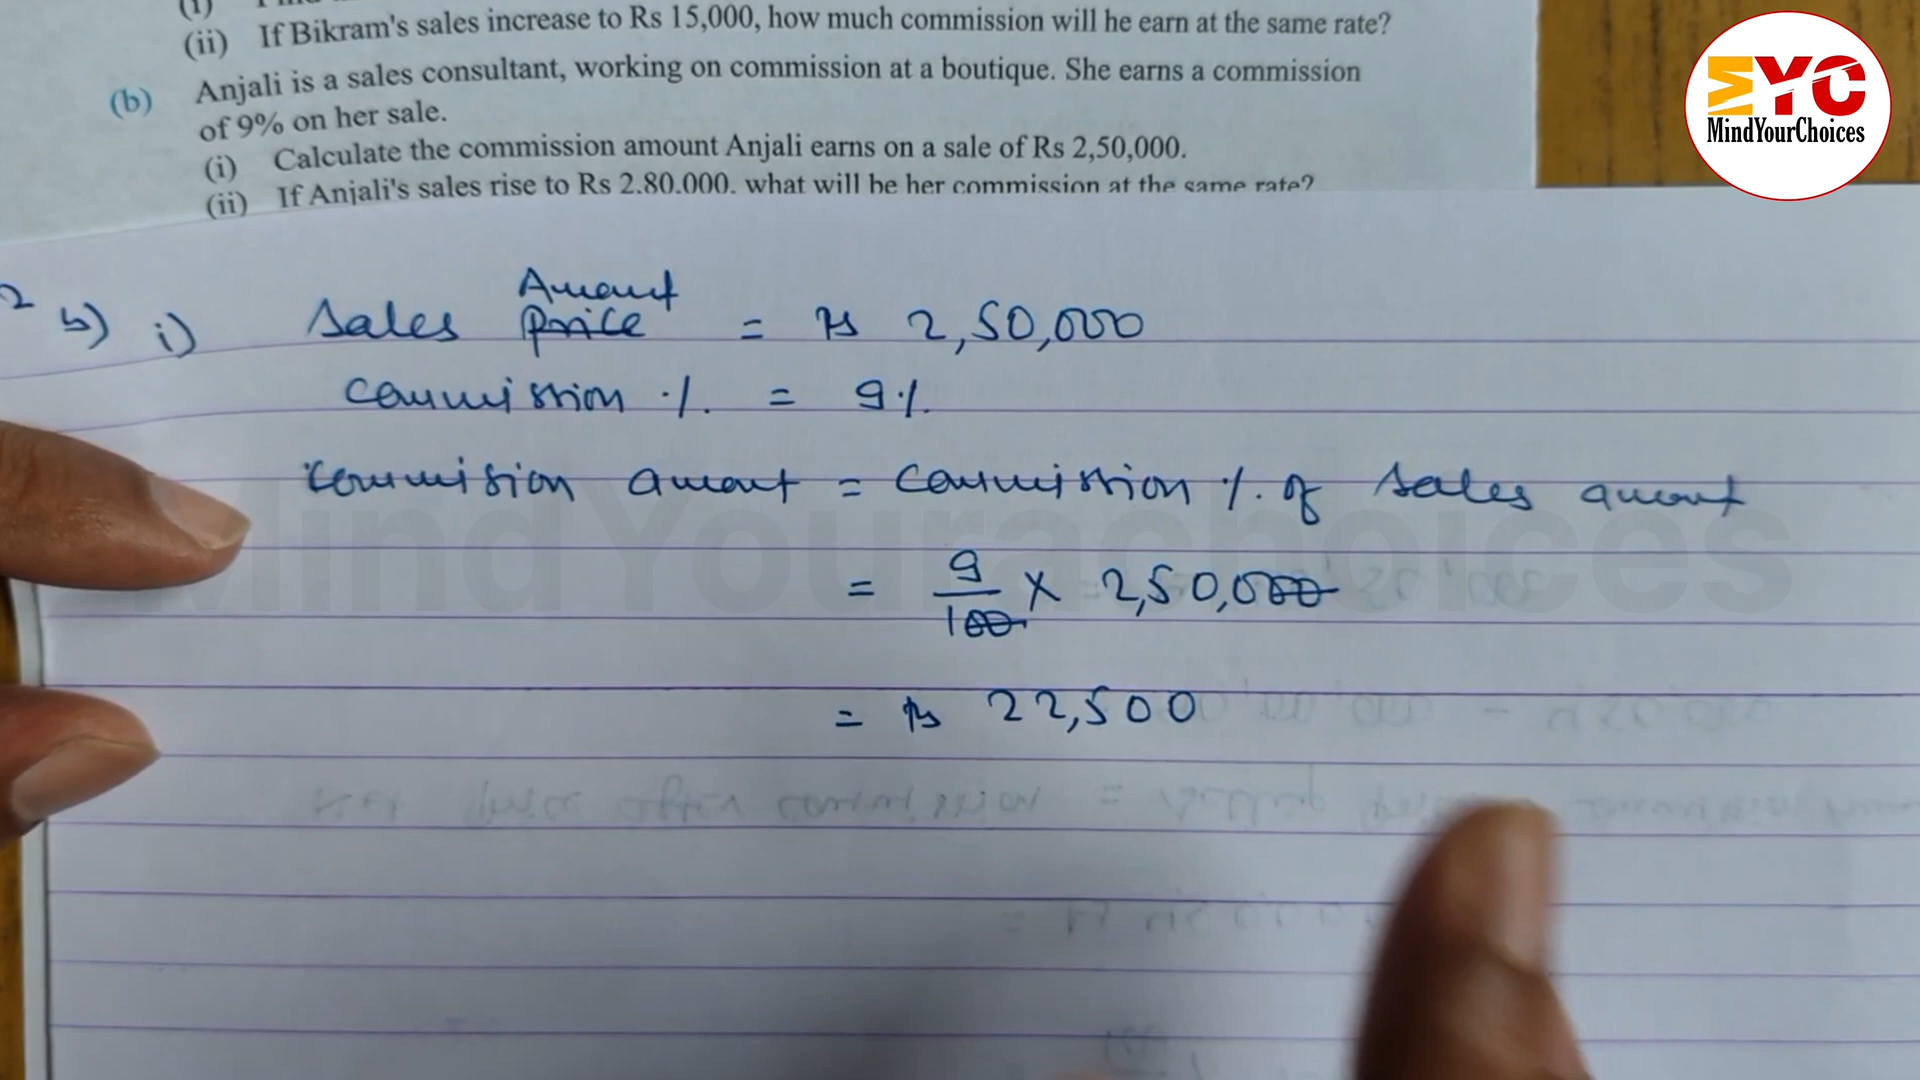 (i)
(ii) If Bikram's sales increase to Rs 15,000, how much commission will he earn at the same rate?
(b) Anjali is a sales consultant, working on commission at a boutique. She earns a commission
of 9% on her sale.
(i) Calculate the commission amount Anjali earns on a sale of Rs 2,50,000.
(ii) If Anjali's sales rise to Rs 2,80,000, what will be her commission at the same rate?
MYC
MindYourChoices
2 b) i) Sales price Amount = Rs 2,50,000
Commission % = 9%
Commission amount = Commission % of Sales amount
= 9/100 × 2,50,000
= Rs 22,500
MindYourachoices